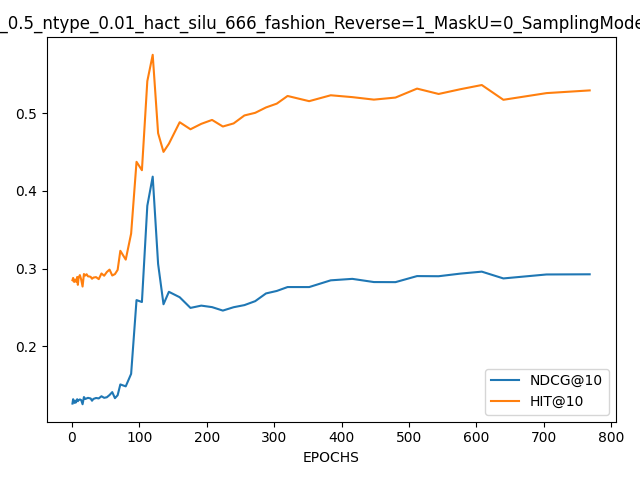 _0.5_ntype_0.01_hact_silu_666_fashion_Reverse=1_MaskU=0_SamplingMode
0.5
0.4
0.3
0.2
NDCG@10
HIT@10
0 100 200 300 400 500 600 700 800
EPOCHS